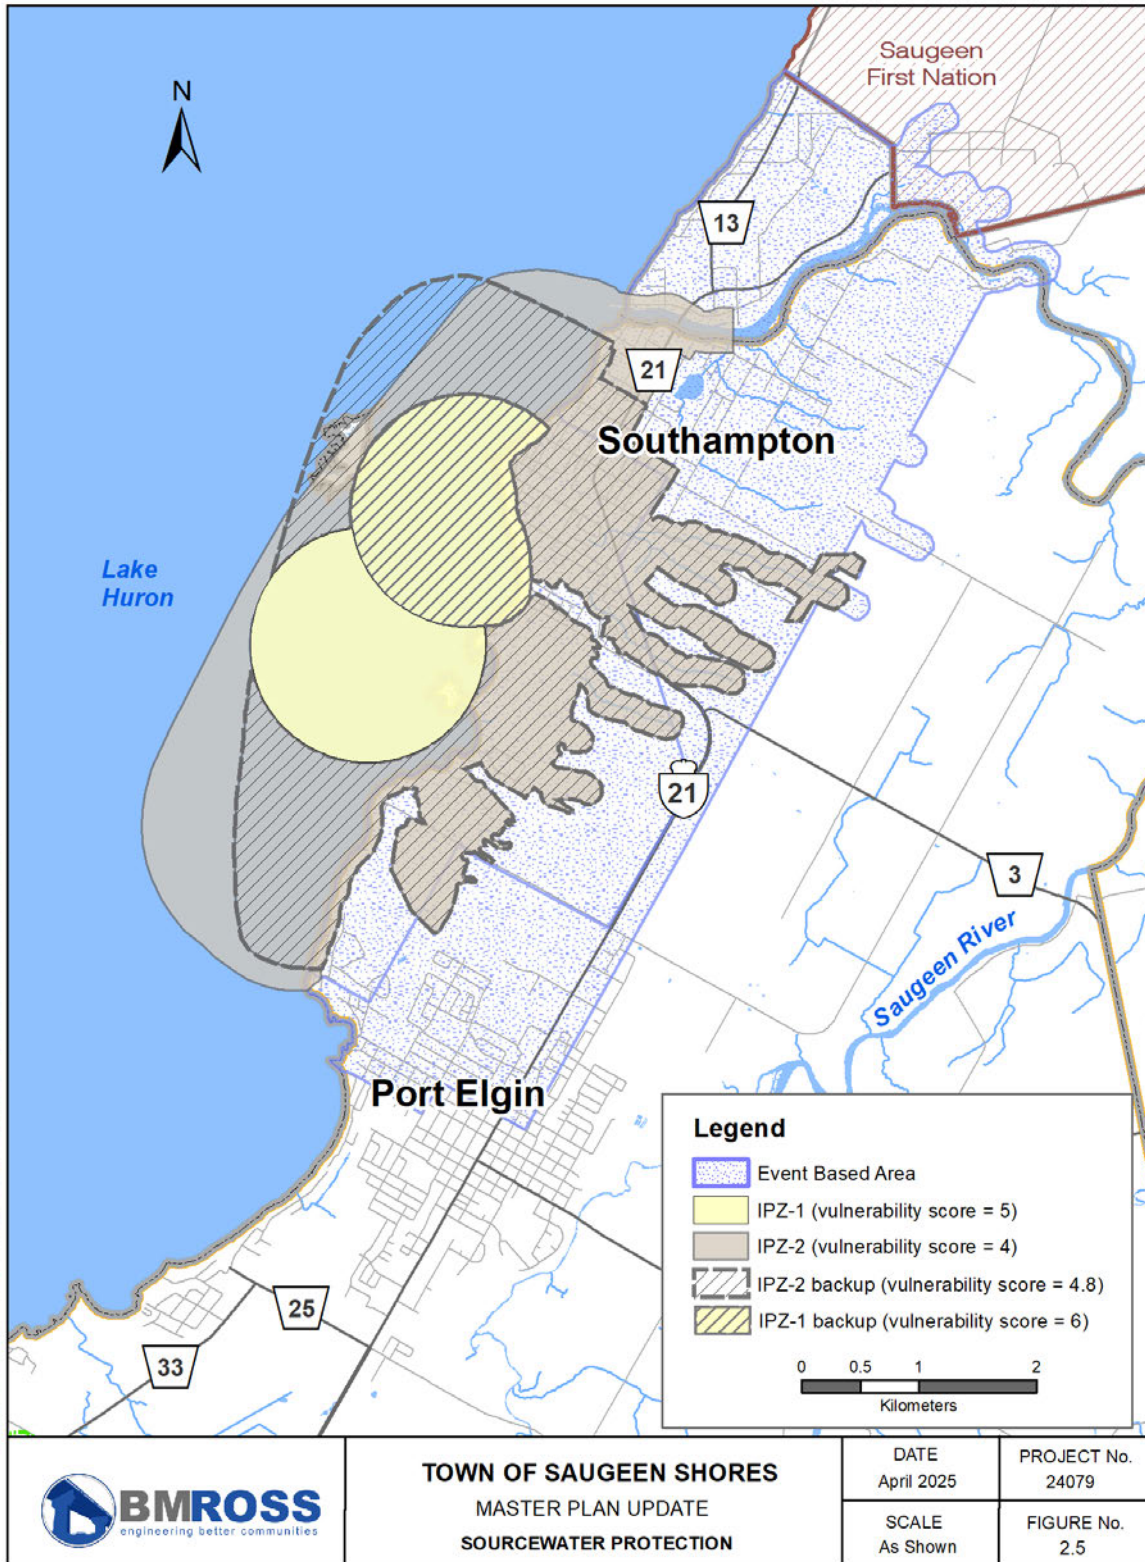 Saugeen
First Nation
N
13
21
Southampton
Lake
Huron
21
3
Saugeen River
Port Elgin
25
33
Legend
Event Based Area
IPZ-1 (vulnerability score = 5)
IPZ-2 (vulnerability score = 4)
IPZ-2 backup (vulnerability score = 4.8)
IPZ-1 backup (vulnerability score = 6)
0 0.5 1 2
Kilometers
BMROSS
engineering better communities
TOWN OF SAUGEEN SHORES
MASTER PLAN UPDATE
SOURCEWATER PROTECTION
DATE
April 2025
PROJECT No.
24079
SCALE
As Shown
FIGURE No.
2.5